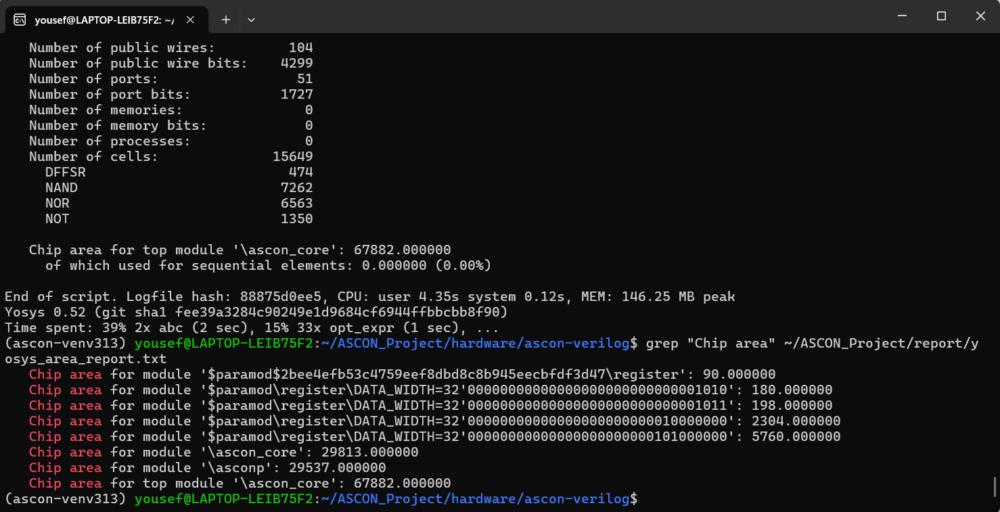 yousef@LAPTOP-LEIB75F2: ~/
Number of public wires: 104
Number of public wire bits: 4299
Number of ports: 51
Number of port bits: 1727
Number of memories: 0
Number of memory bits: 0
Number of processes: 0
Number of cells: 15649
DFFSR 474
NAND 7262
NOR 6563
NOT 1350
Chip area for top module '\ascon_core': 67882.000000
of which used for sequential elements: 0.000000 (0.00%)
End of script. Logfile hash: 88875d0ee5, CPU: user 4.35s system 0.12s, MEM: 146.25 MB peak
Yosys 0.52 (git sha1 fee39a3284c90249e1d9684cf6944ffbbcbb8f90)
Time spent: 39% 2x abc (2 sec), 15% 33x opt_expr (1 sec), ...
(ascon-venv313) yousef@LAPTOP-LEIB75F2:~/ASCON_Project/hardware/ascon-verilog$ grep "Chip area" ~/ASCON_Project/report/y
osys_area_report.txt
Chip area for module '$paramod$2bee4efb53c4759eef8dbd8c8b945eecbfdf3d47\register': 90.000000
Chip area for module '$paramod\register\DATA_WIDTH=32'00000000000000000000000000001010': 180.000000
Chip area for module '$paramod\register\DATA_WIDTH=32'00000000000000000000000000001011': 198.000000
Chip area for module '$paramod\register\DATA_WIDTH=32'00000000000000000000000010000000': 2304.000000
Chip area for module '$paramod\register\DATA_WIDTH=32'00000000000000000000000101000000': 5760.000000
Chip area for module '\ascon_core': 29813.000000
Chip area for module '\asconp': 29537.000000
Chip area for top module '\ascon_core': 67882.000000
(ascon-venv313) yousef@LAPTOP-LEIB75F2:~/ASCON_Project/hardware/ascon-verilog$